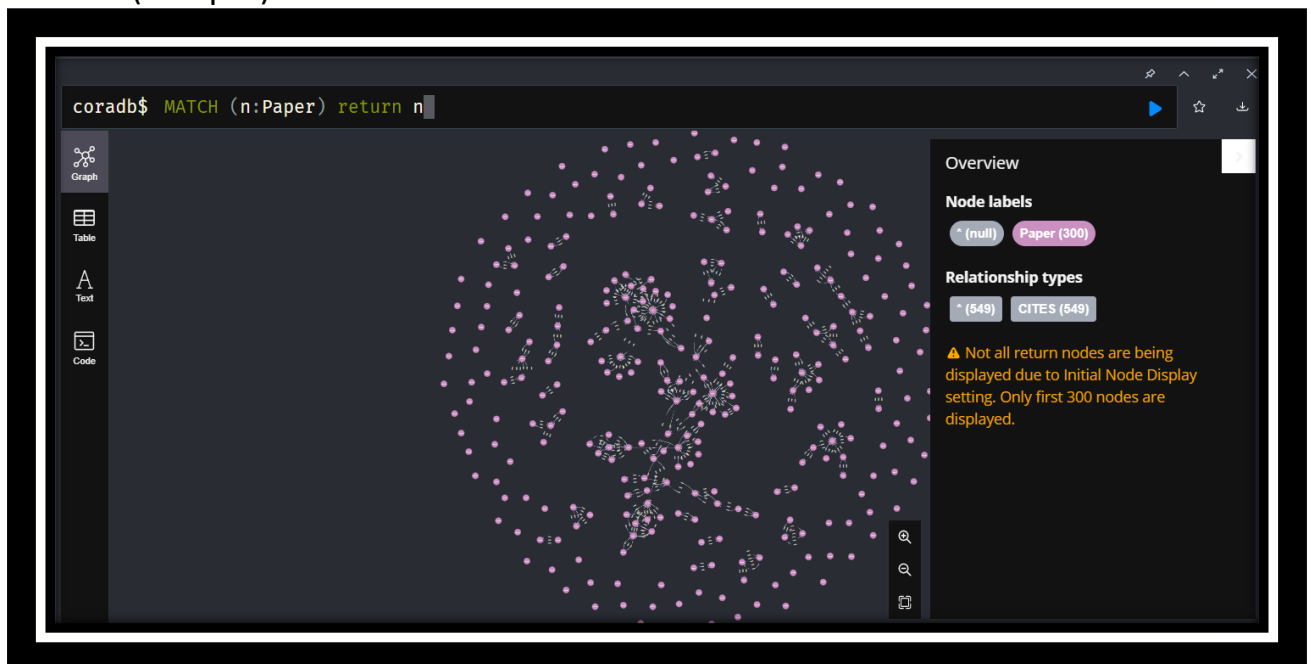 coradb$ MATCH (n:Paper) return n
Graph
Table
Text
Code
Overview
Node labels
* (null) Paper (300)
Relationship types
* (549) CITES (549)
Not all return nodes are being
displayed due to Initial Node Display
setting. Only first 300 nodes are
displayed.